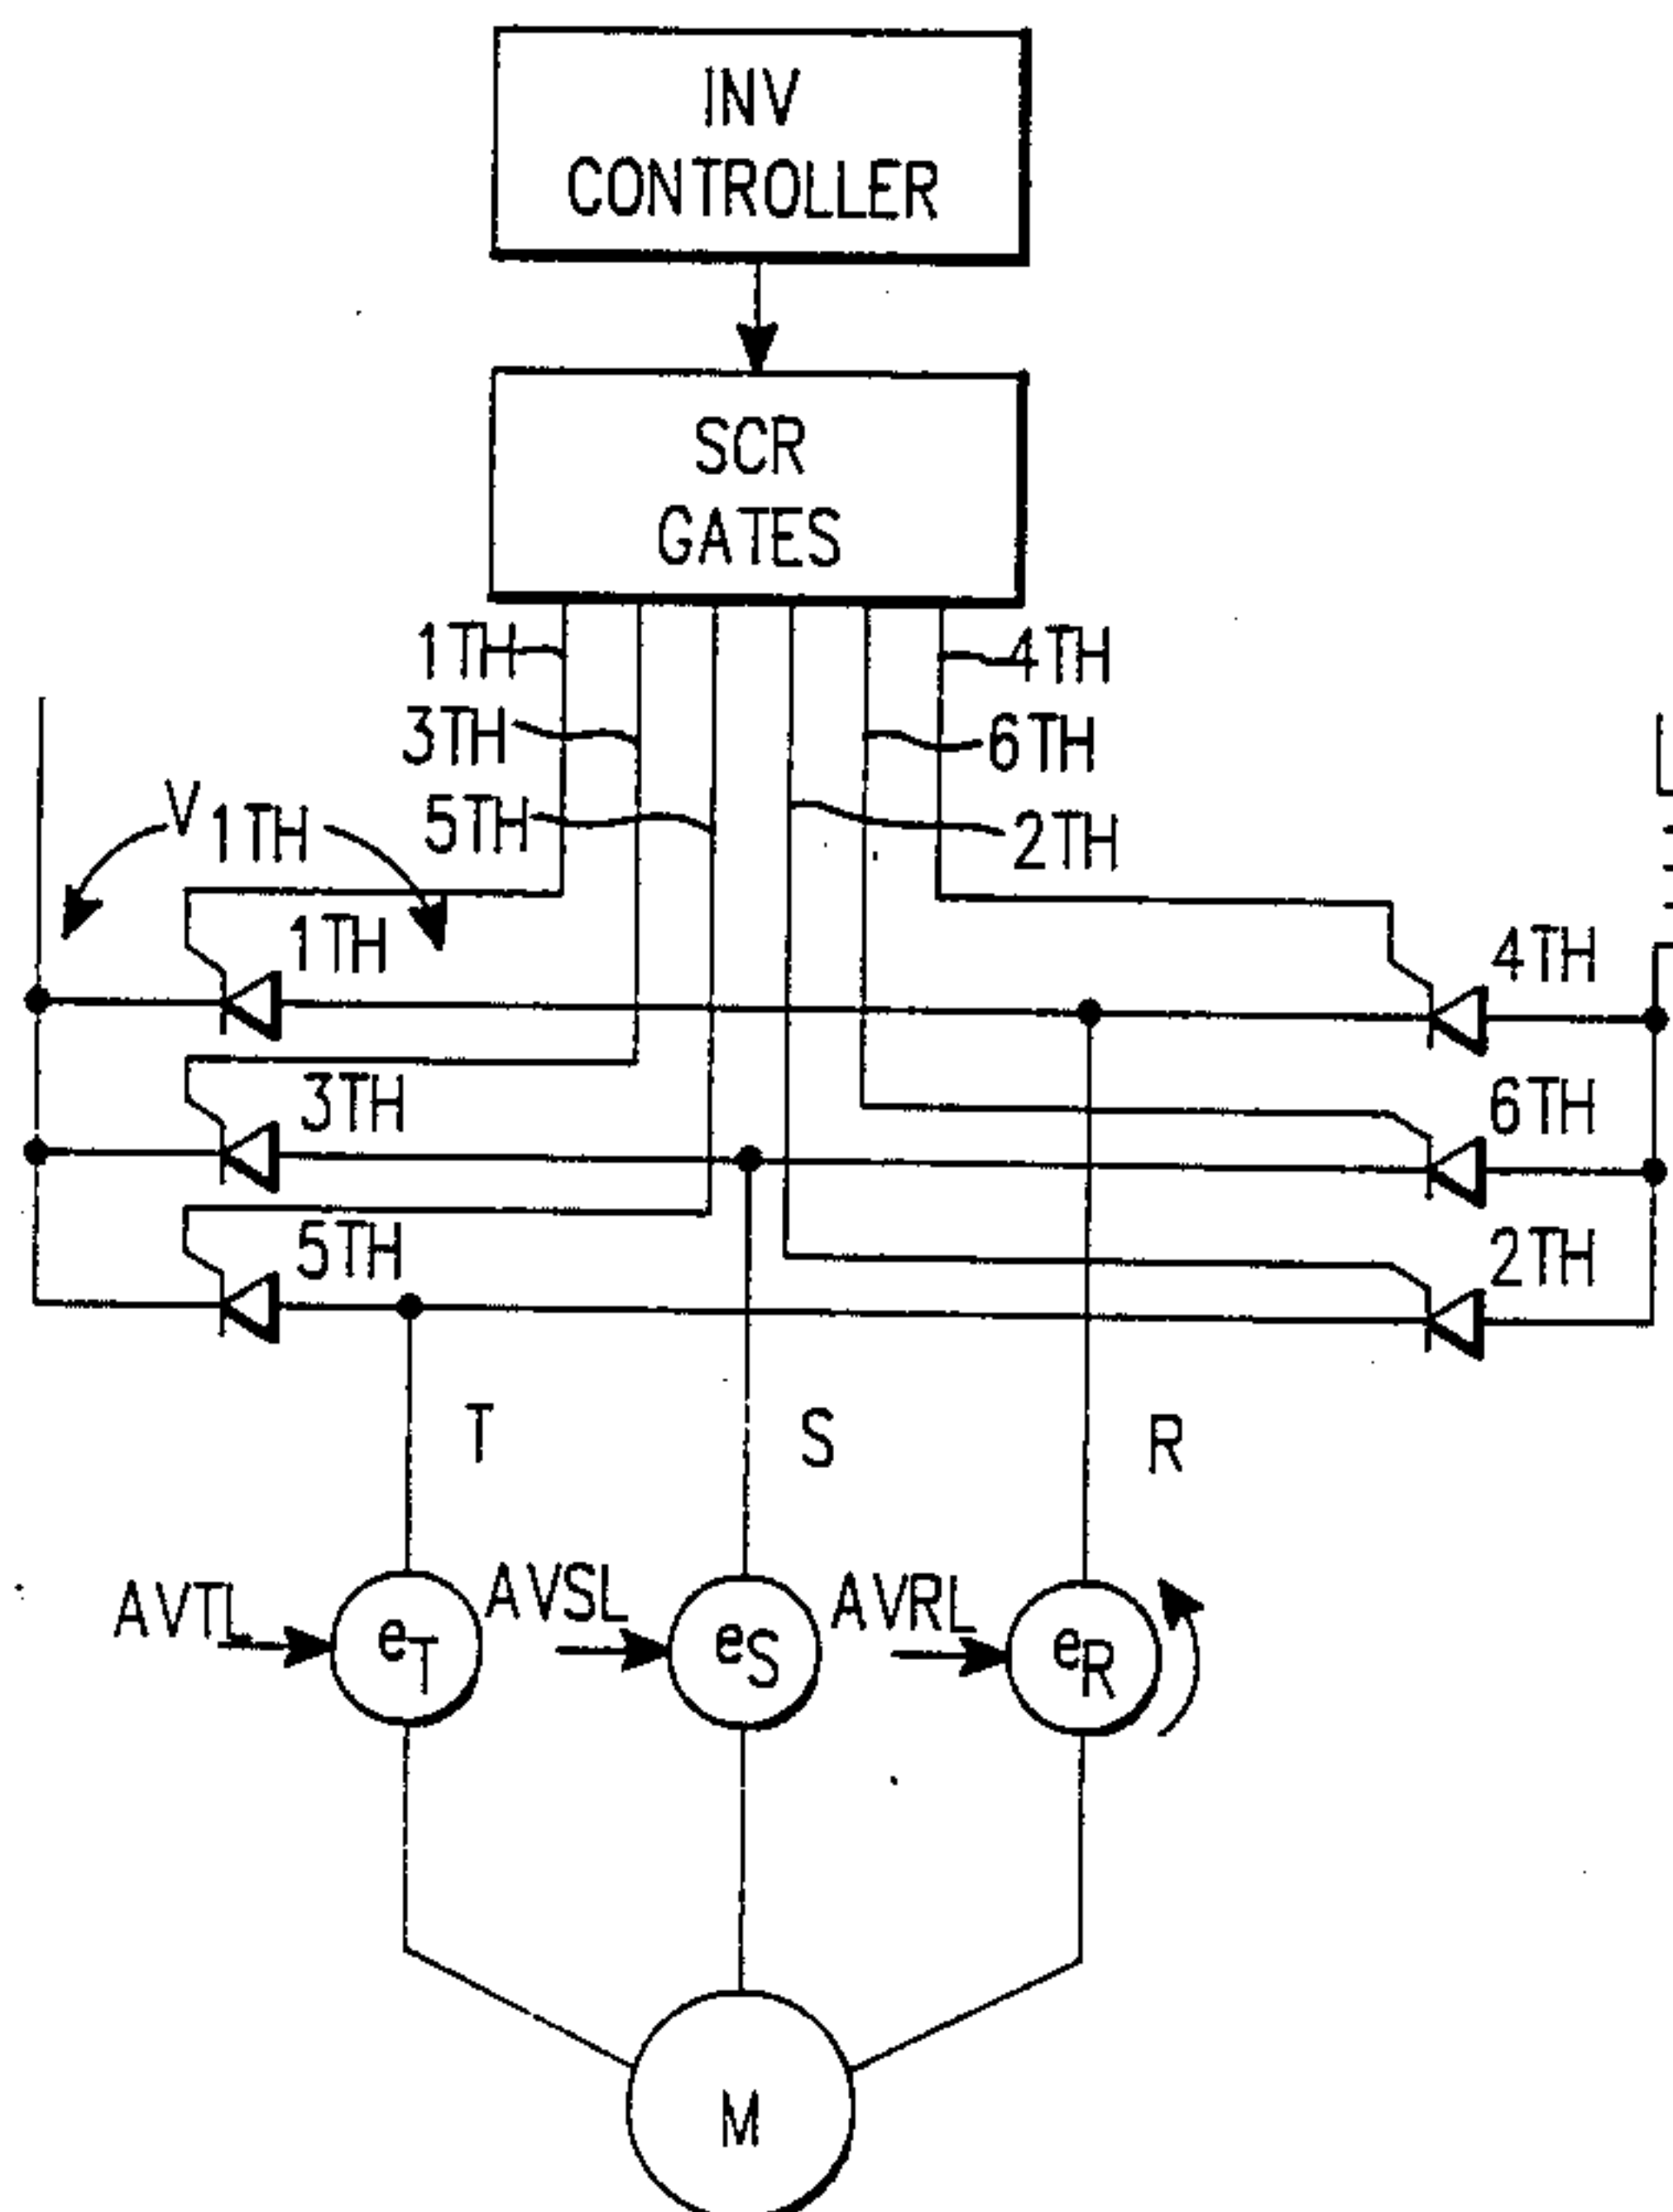 INV
CONTROLLER
SCR
GATES
1TH
4TH
3TH
6TH
5TH
2TH
V 1TH
1TH
4TH
3TH
6TH
5TH
2TH
T
S
R
AVTL
AVSL
AVRL
eT
eS
eR
M